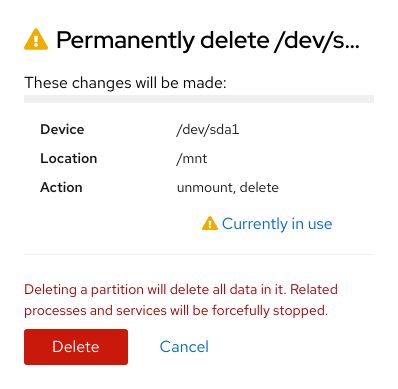 Permanently delete /dev/s...
These changes will be made:
Device /dev/sda1
Location /mnt
Action unmount, delete
Currently in use
Deleting a partition will delete all data in it. Related
processes and services will be forcefully stopped.
Delete Cancel